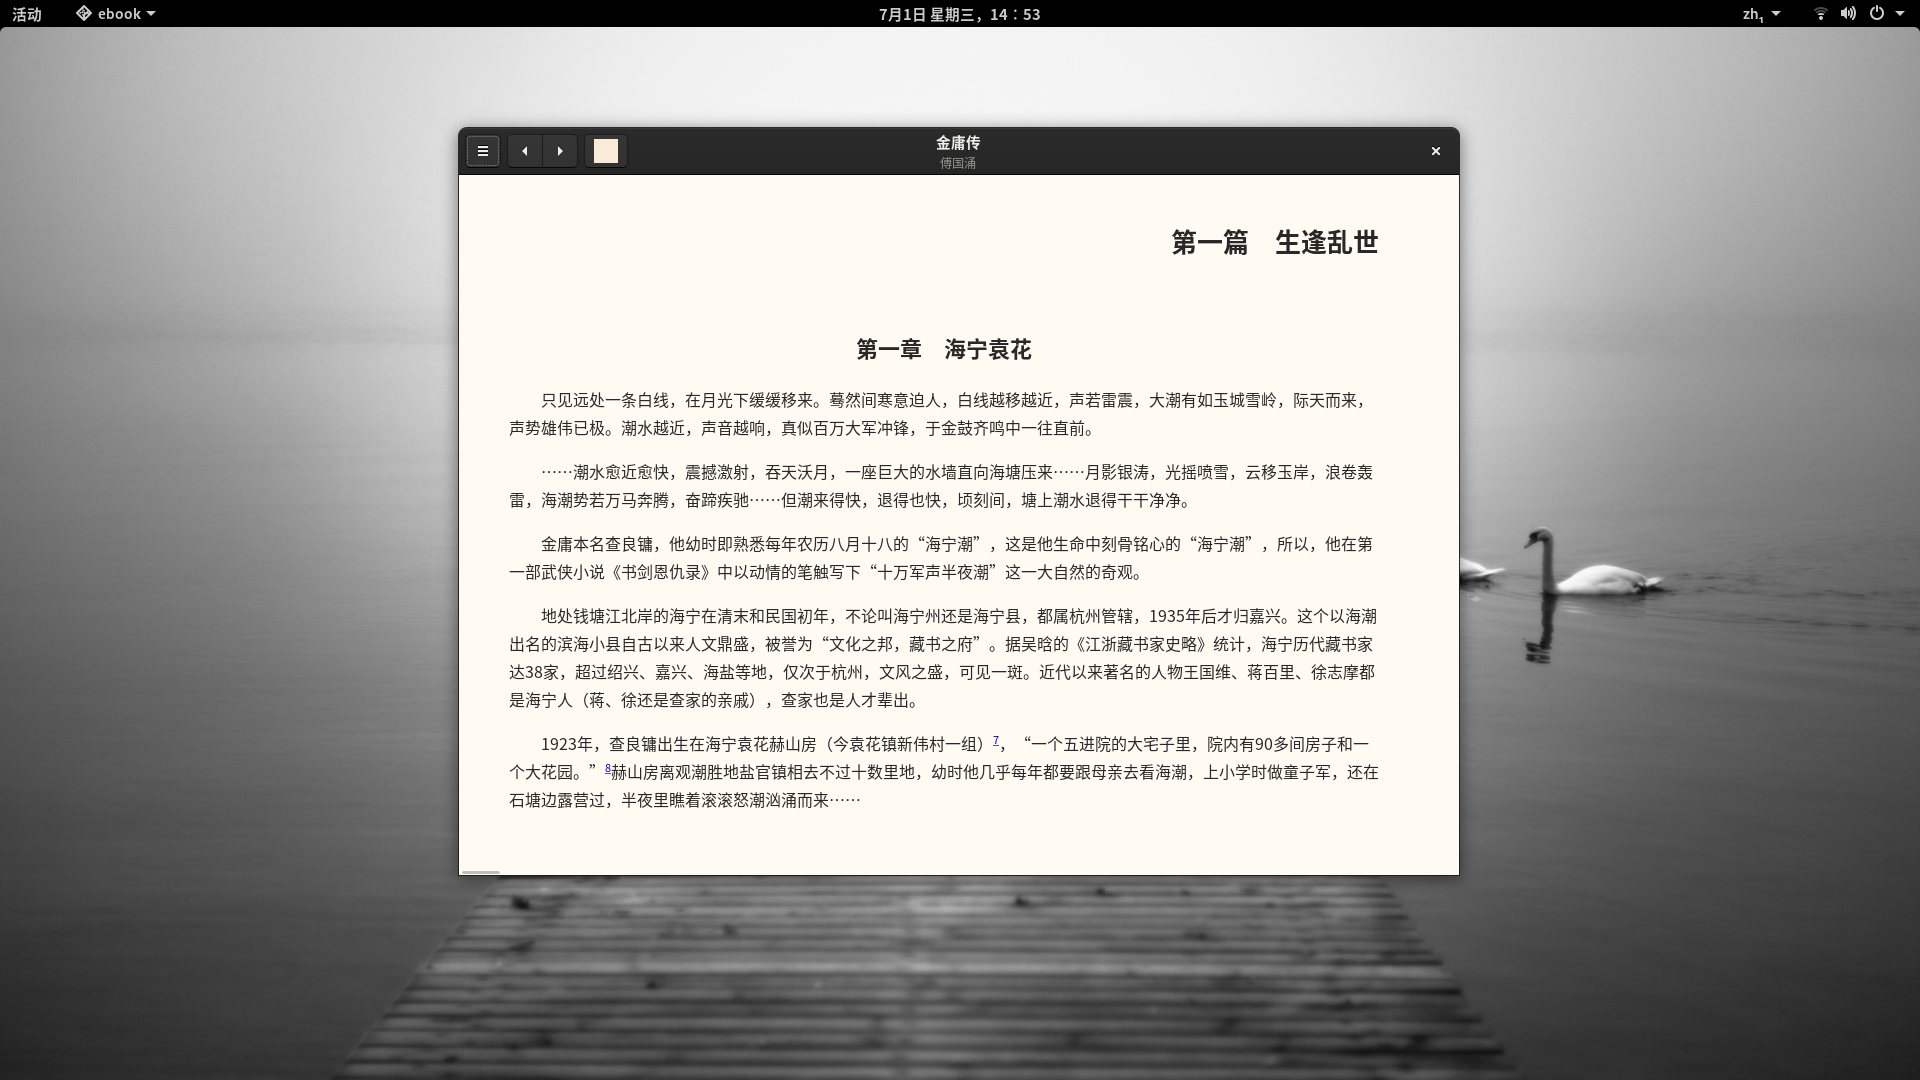 活动 ebook 7月1日 星期三，14：53 zh₁
金庸传
傅国涌
第一篇　生逢乱世
第一章　海宁袁花
只见远处一条白线，在月光下缓缓移来。蓦然间寒意迫人，白线越移越近，声若雷震，大潮有如玉城雪岭，际天而来，
声势雄伟已极。潮水越近，声音越响，真似百万大军冲锋，于金鼓齐鸣中一往直前。
……潮水愈近愈快，震撼激射，吞天沃月，一座巨大的水墙直向海塘压来……月影银涛，光摇喷雪，云移玉岸，浪卷轰
雷，海潮势若万马奔腾，奋蹄疾驰……但潮来得快，退得也快，顷刻间，塘上潮水退得干干净净。
金庸本名查良镛，他幼时即熟悉每年农历八月十八的“海宁潮”，这是他生命中刻骨铭心的“海宁潮”，所以，他在第
一部武侠小说《书剑恩仇录》中以动情的笔触写下“十万军声半夜潮”这一大自然的奇观。
地处钱塘江北岸的海宁在清末和民国初年，不论叫海宁州还是海宁县，都属杭州管辖，1935年后才归嘉兴。这个以海潮
出名的滨海小县自古以来人文鼎盛，被誉为“文化之邦，藏书之府”。据吴晗的《江浙藏书家史略》统计，海宁历代藏书家
达38家，超过绍兴、嘉兴、海盐等地，仅次于杭州，文风之盛，可见一斑。近代以来著名的人物王国维、蒋百里、徐志摩都
是海宁人（蒋、徐还是查家的亲戚），查家也是人才辈出。
1923年，查良镛出生在海宁袁花赫山房（今袁花镇新伟村一组）7，“一个五进院的大宅子里，院内有90多间房子和一
个大花园。”8赫山房离观潮胜地盐官镇相去不过十数里地，幼时他几乎每年都要跟母亲去看海潮，上小学时做童子军，还在
石塘边露营过，半夜里瞧着滚滚怒潮汹涌而来……